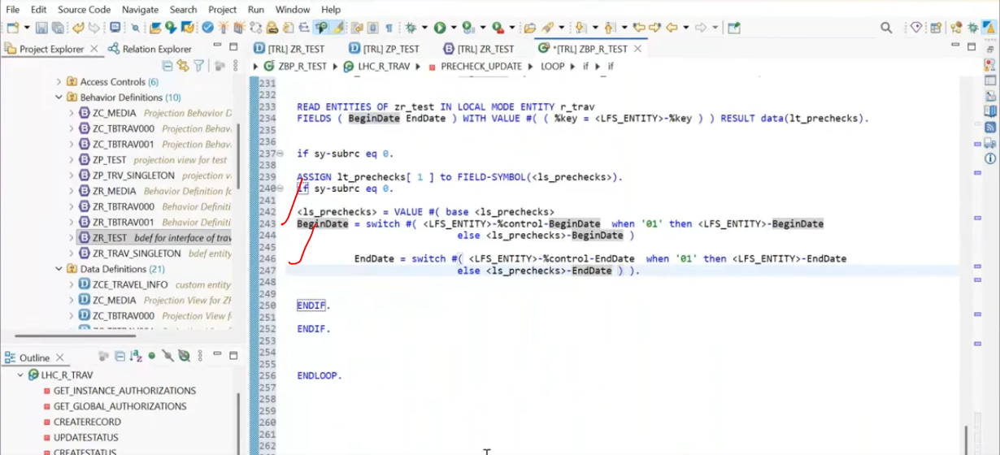 File Edit Source Code Navigate Search Project Run Window Help
Project Explorer Relation Explorer
Access Controls (6)
Behavior Definitions (10)
ZC_MEDIA Projection Behavior D
ZC_TBTRAV000 Projection Behav
ZC_TBTRAV001 Projection Behav
ZP_TEST projection view for test
ZP_TRV_SINGLETON projection
ZR_MEDIA Behavior Definition fo
ZR_TBTRAV000 Behavior Definiti
ZR_TBTRAV001 Behavior Definiti
ZR_TEST bdef for interface of trav
ZR_TRAV_SINGLETON bdef entity
Data Definitions (21)
ZCE_TRAVEL_INFO custom entity
ZC_MEDIA Projection View for ZF
ZC_TBTRAV000 Projection View f
Outline
LHC_R_TRAV
GET_INSTANCE_AUTHORIZATIONS
GET_GLOBAL_AUTHORIZATIONS
CREATERECORD
UPDATESTATUS
CREATESTATUS
[TRL] ZR_TEST [TRL] ZP_TEST [TRL] ZR_TEST *[TRL] ZBP_R_TEST
ZBP_R_TEST LHC_R_TRAV PRECHECK_UPDATE LOOP if if
231
232
233 READ ENTITIES OF zr_test IN LOCAL MODE ENTITY r_trav
234 FIELDS ( BeginDate EndDate ) WITH VALUE #( ( %key = <LFS_ENTITY>-%key ) ) RESULT data(lt_prechecks).
235
236
237 if sy-subrc eq 0.
238
239 ASSIGN lt_prechecks[ 1 ] to FIELD-SYMBOL(<ls_prechecks>).
240 if sy-subrc eq 0.
241
242 <ls_prechecks> = VALUE #( base <ls_prechecks>
243 BeginDate = switch #( <LFS_ENTITY>-%control-BeginDate when '01' then <LFS_ENTITY>-BeginDate
244 else <ls_prechecks>-BeginDate )
245
246 EndDate = switch #( <LFS_ENTITY>-%control-EndDate when '01' then <LFS_ENTITY>-EndDate
247 else <ls_prechecks>-EndDate ) ).
248
249
250 ENDIF.
251
252 ENDIF.
253
254
255
256 ENDLOOP.
257
258
259
260
261
262